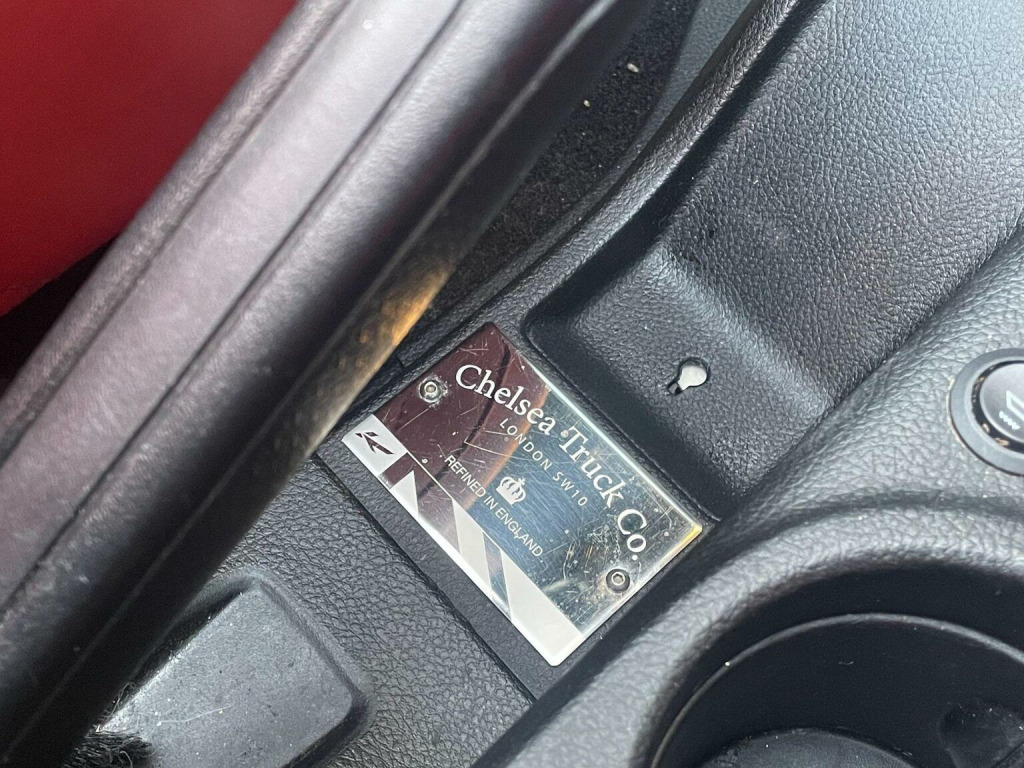 Chelsea Truck Co.
LONDON SW10
REFINED IN ENGLAND